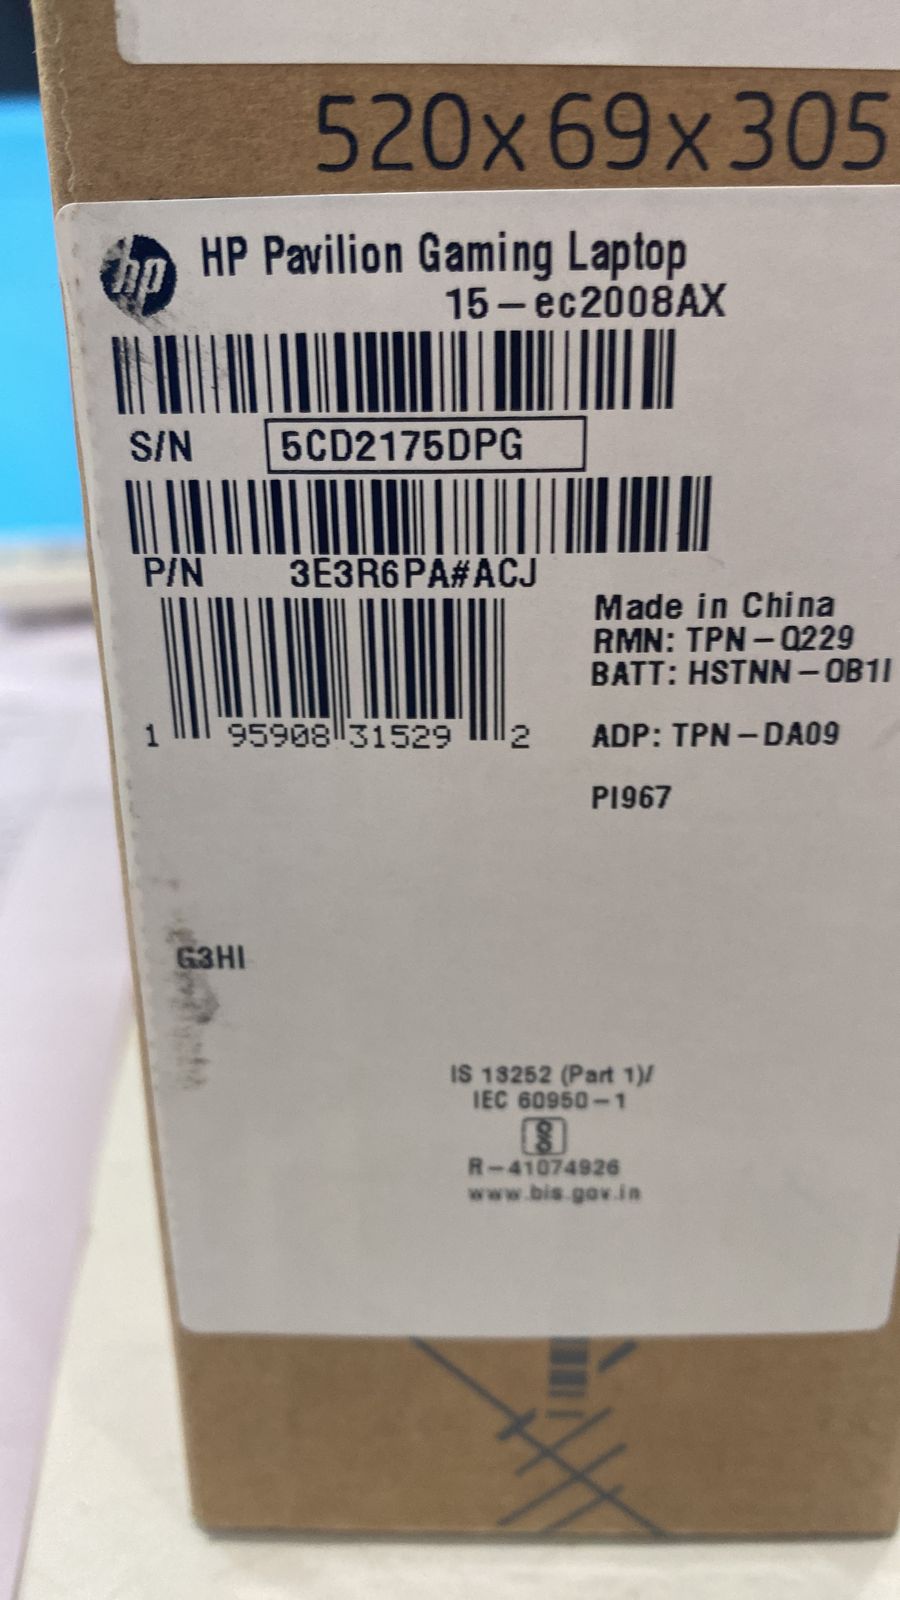 520x69x305
hp
HP Pavilion Gaming Laptop
15-ec2008AX
S/N 5CD2175DPG
P/N 3E3R6PA#ACJ
1 95908 31529 2
Made in China
RMN: TPN-Q229
BATT: HSTNN-OB1I
ADP: TPN-DA09
PI967
G3HI
IS 13252 (Part 1)/
IEC 60950-1
R-41074926
www.bis.gov.in